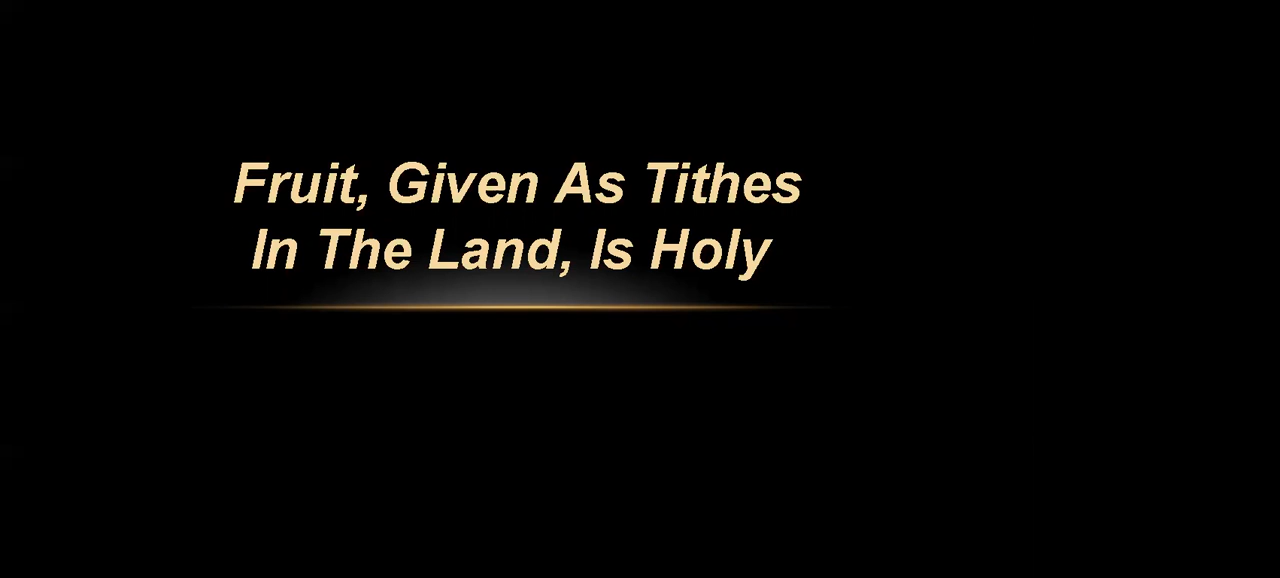 Fruit, Given As Tithes
In The Land, Is Holy